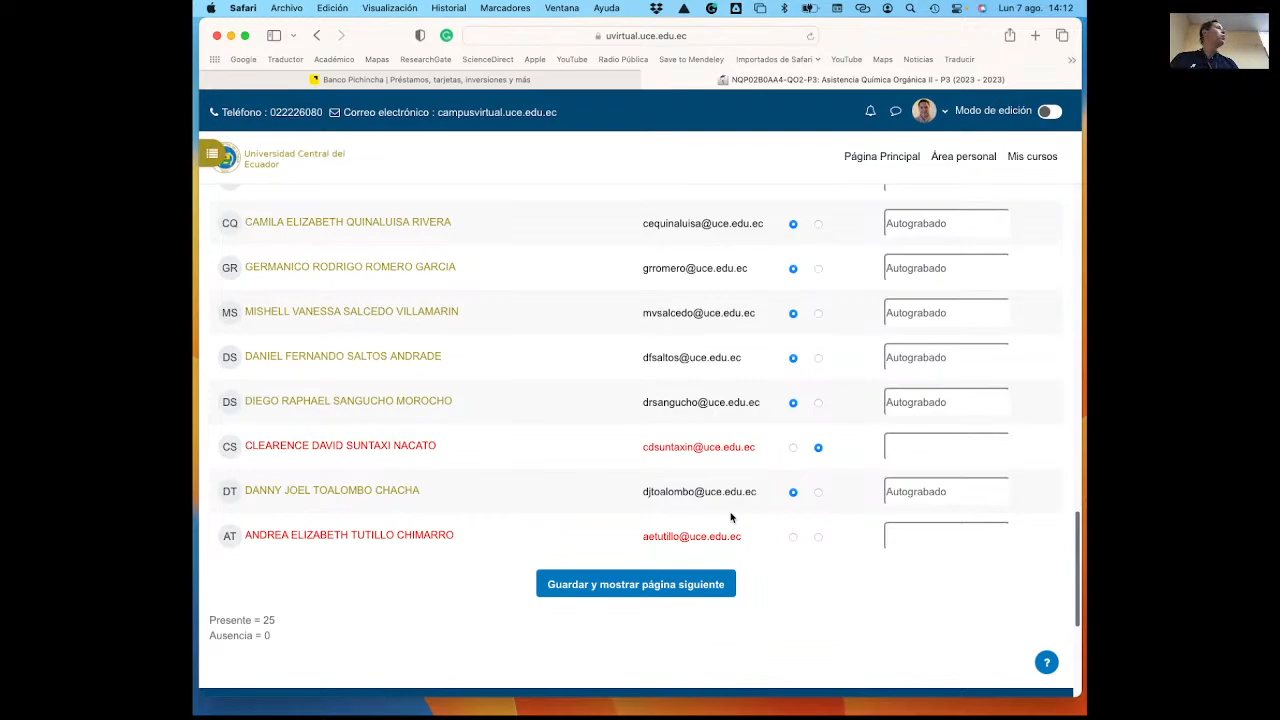 Safari Archivo Edición Visualización Historial Marcadores Ventana Ayuda Lun 7 ago. 14:12
uvirtual.uce.edu.ec
Google Traductor Académico Mapas ResearchGate ScienceDirect Apple YouTube Radio Pública Save to Mendeley Importados de Safari YouTube Maps Noticias Traducir
Banco Pichincha | Préstamos, tarjetas, inversiones y más NQP02B0AA4-QO2-P3: Asistencia Química Orgánica II - P3 (2023 - 2023)
Teléfono : 022226080 Correo electrónico : campusvirtual.uce.edu.ec Modo de edición
Universidad Central del
Ecuador
Página Principal Área personal Mis cursos
CQ CAMILA ELIZABETH QUINALUISA RIVERA cequinaluisa@uce.edu.ec Autograbado
GR GERMANICO RODRIGO ROMERO GARCIA grromero@uce.edu.ec Autograbado
MS MISHELL VANESSA SALCEDO VILLAMARIN mvsalcedo@uce.edu.ec Autograbado
DS DANIEL FERNANDO SALTOS ANDRADE dfsaltos@uce.edu.ec Autograbado
DS DIEGO RAPHAEL SANGUCHO MOROCHO drsangucho@uce.edu.ec Autograbado
CS CLEARENCE DAVID SUNTAXI NACATO cdsuntaxin@uce.edu.ec
DT DANNY JOEL TOALOMBO CHACHA djtoalombo@uce.edu.ec Autograbado
AT ANDREA ELIZABETH TUTILLO CHIMARRO aetutillo@uce.edu.ec
Guardar y mostrar página siguiente
Presente = 25
Ausencia = 0
?